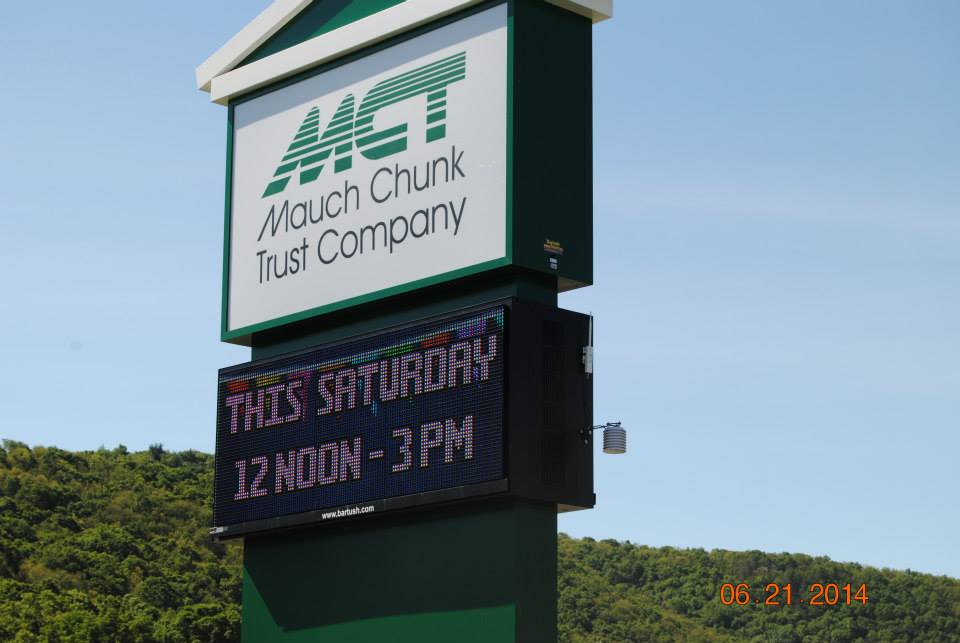 MCT
Mauch Chunk
Trust Company
THIS SATURDAY
12 NOON - 3 PM
www.bartush.com
06.21.2014